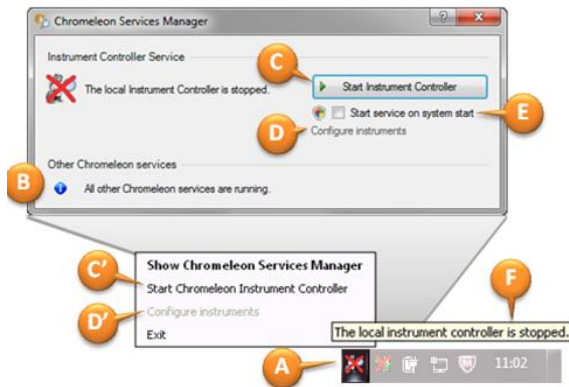 Chromeleon Services Manager
?
Instrument Controller Service
C
The local Instrument Controller is stopped.
Start Instrument Controller
Start service on system start
E
D
Configure instruments
Other Chromeleon services
B
All other Chromeleon services are running.
Show Chromeleon Services Manager
C'
Start Chromeleon Instrument Controller
F
D'
Configure instruments
Exit
The local instrument controller is stopped.
A
11:02